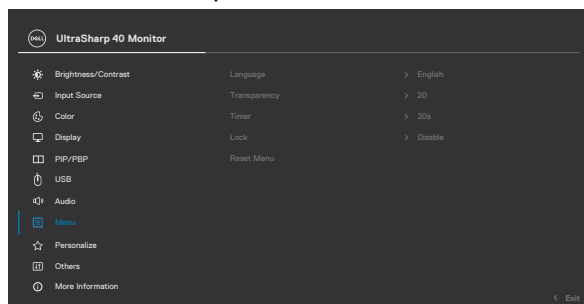 DELL UltraSharp 40 Monitor
Brightness/Contrast Language > English
Input Source Transparency > 20
Color Timer > 20s
Display Lock > Disable
PIP/PBP Reset Menu
USB
Audio
Menu
Personalize
Others
More Information
< Exit